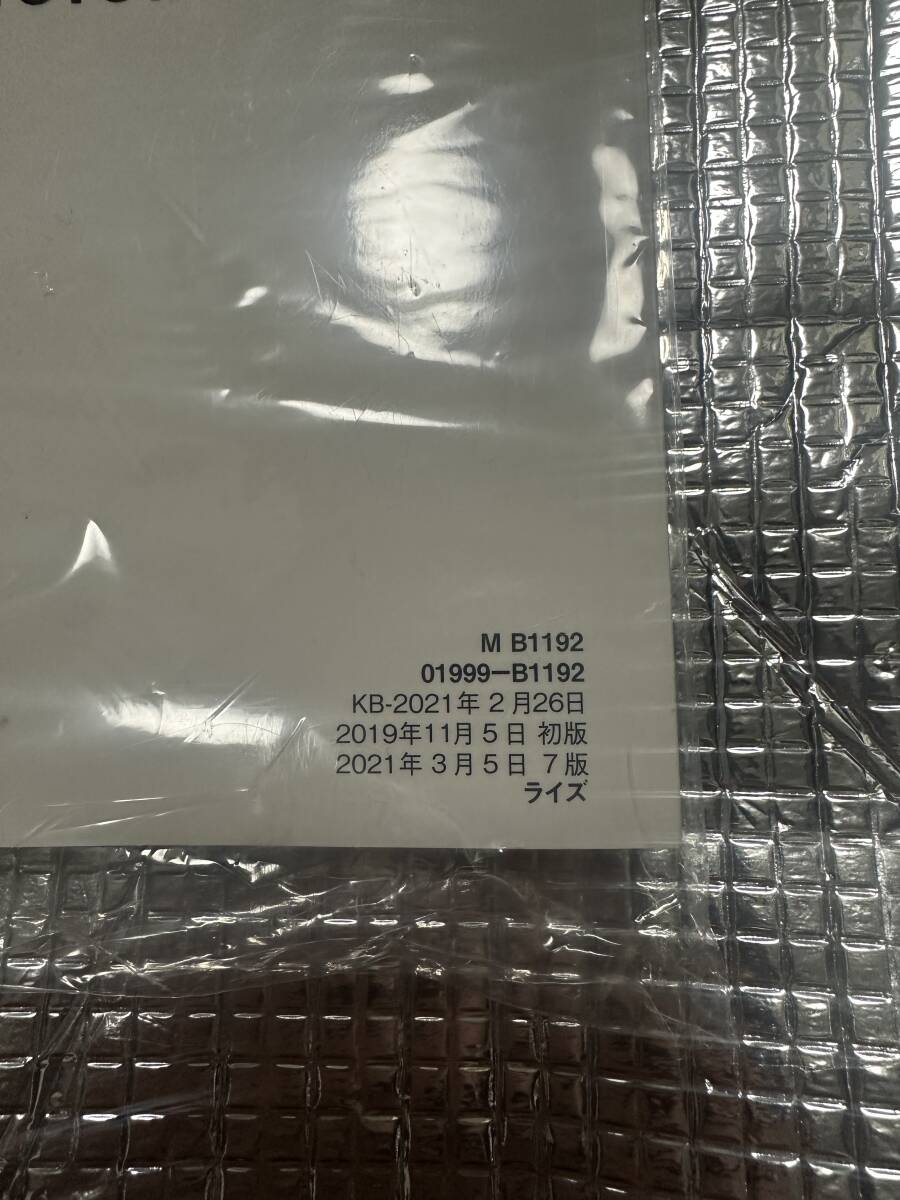 M B1192
01999−B1192
KB-2021年 2月26日
2019年11月 5日 初版
2021年 3月 5日 7版
ライズ